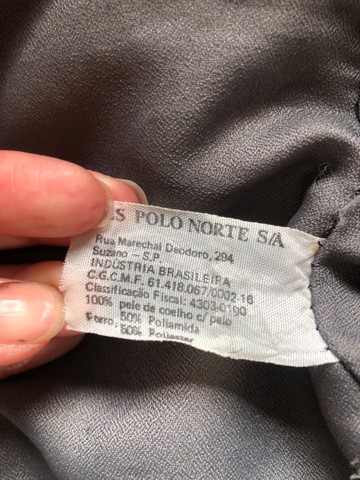 LS POLO NORTE S/A
Rua Marechal Deodoro, 294
Suzano - S.P.
INDÚSTRIA BRASILEIRA
C.G.C.M.F. 61.418.067/0002-16
Classificação Fiscal: 4303-0100
100% pele de coelho c/ pelo
Forro: 50% Poliamida
50% Poliester